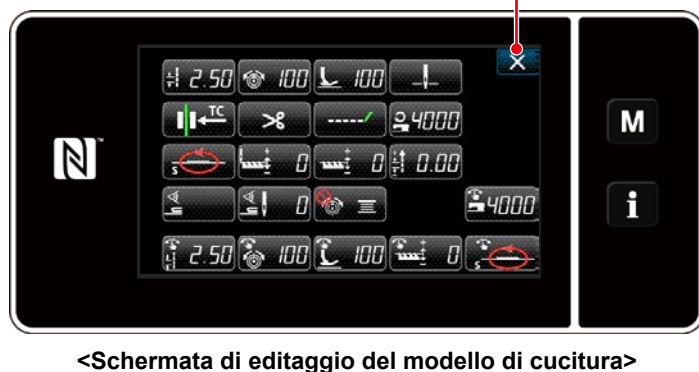 2.50 100 100
TC 4000
S 0 0 0.00
0 4000
2.50 100 100 0 S
X
M
i
N
<Schermata di editaggio del modello di cucitura>